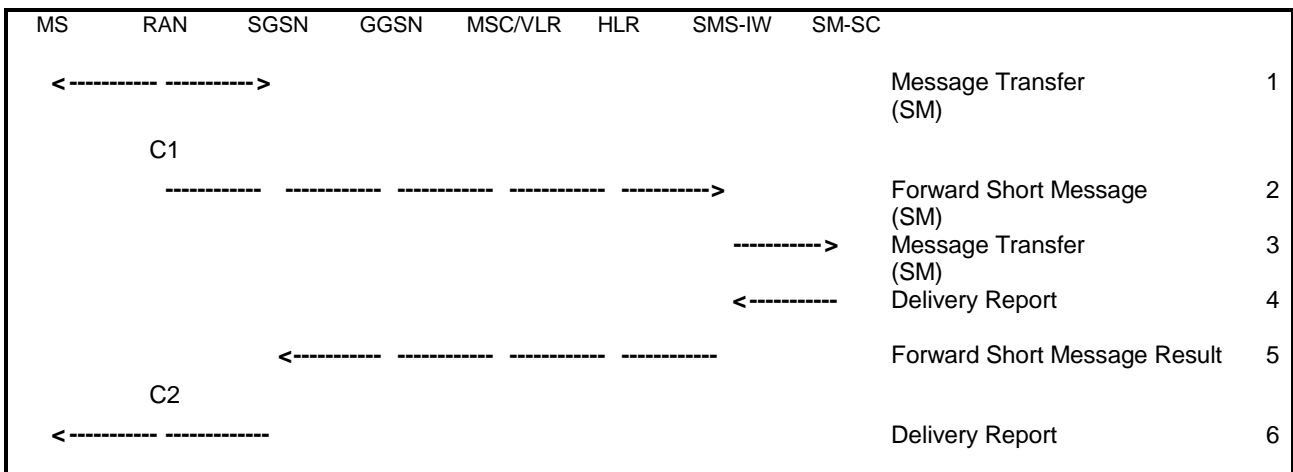 MS RAN SGSN GGSN MSC/VLR HLR SMS-IW SM-SC
<----------- -----------> Message Transfer 1
(SM)
C1
------------ ------------ ------------ ------------ -----------> Forward Short Message 2
(SM)
-----------> Message Transfer 3
(SM)
<----------- Delivery Report 4
<----------- ------------ ------------ ------------ Forward Short Message Result 5
C2
<----------- ------------- Delivery Report 6